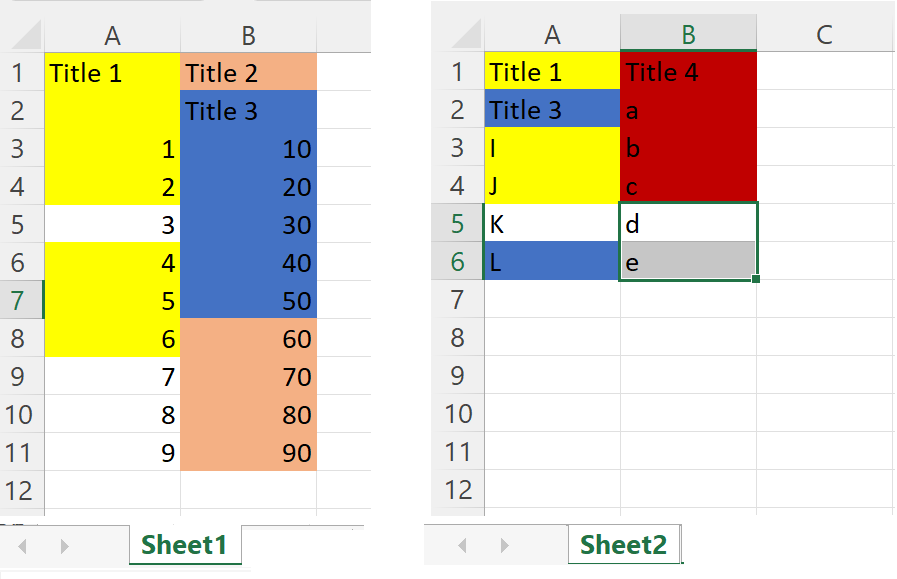 A B
1 Title 1 Title 2
2 Title 3
3 1 10
4 2 20
5 3 30
6 4 40
7 5 50
8 6 60
9 7 70
10 8 80
11 9 90
12
Sheet1
A B C
1 Title 1 Title 4
2 Title 3 a
3 I b
4 J c
5 K d
6 L e
7
8
9
10
11
12
Sheet2